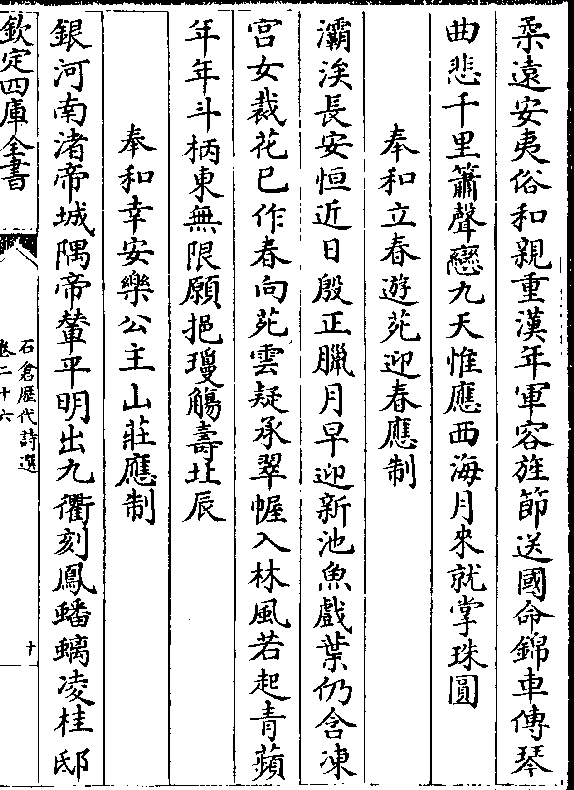 柔遠安夷俗和親重漢年軍容旌節送國命錦車傳琴
曲悲千里簫聲戀九天惟應西海月來就掌珠圓
奉和立春遊苑迎春應制
灞涘長安恒近日殷正臘月早迎新池魚戲葉仍含凍
宮女裁花已作春向苑雲疑承翠幄入林風若起青蘋
年年斗柄東無限願挹瓊觴壽北辰
奉和幸安樂公主山莊應制
銀河南渚帝城隅帝輦平明出九衢刻鳳蟠螭凌桂邸
欽定四庫全書
石倉歷代詩選
卷二十六
十